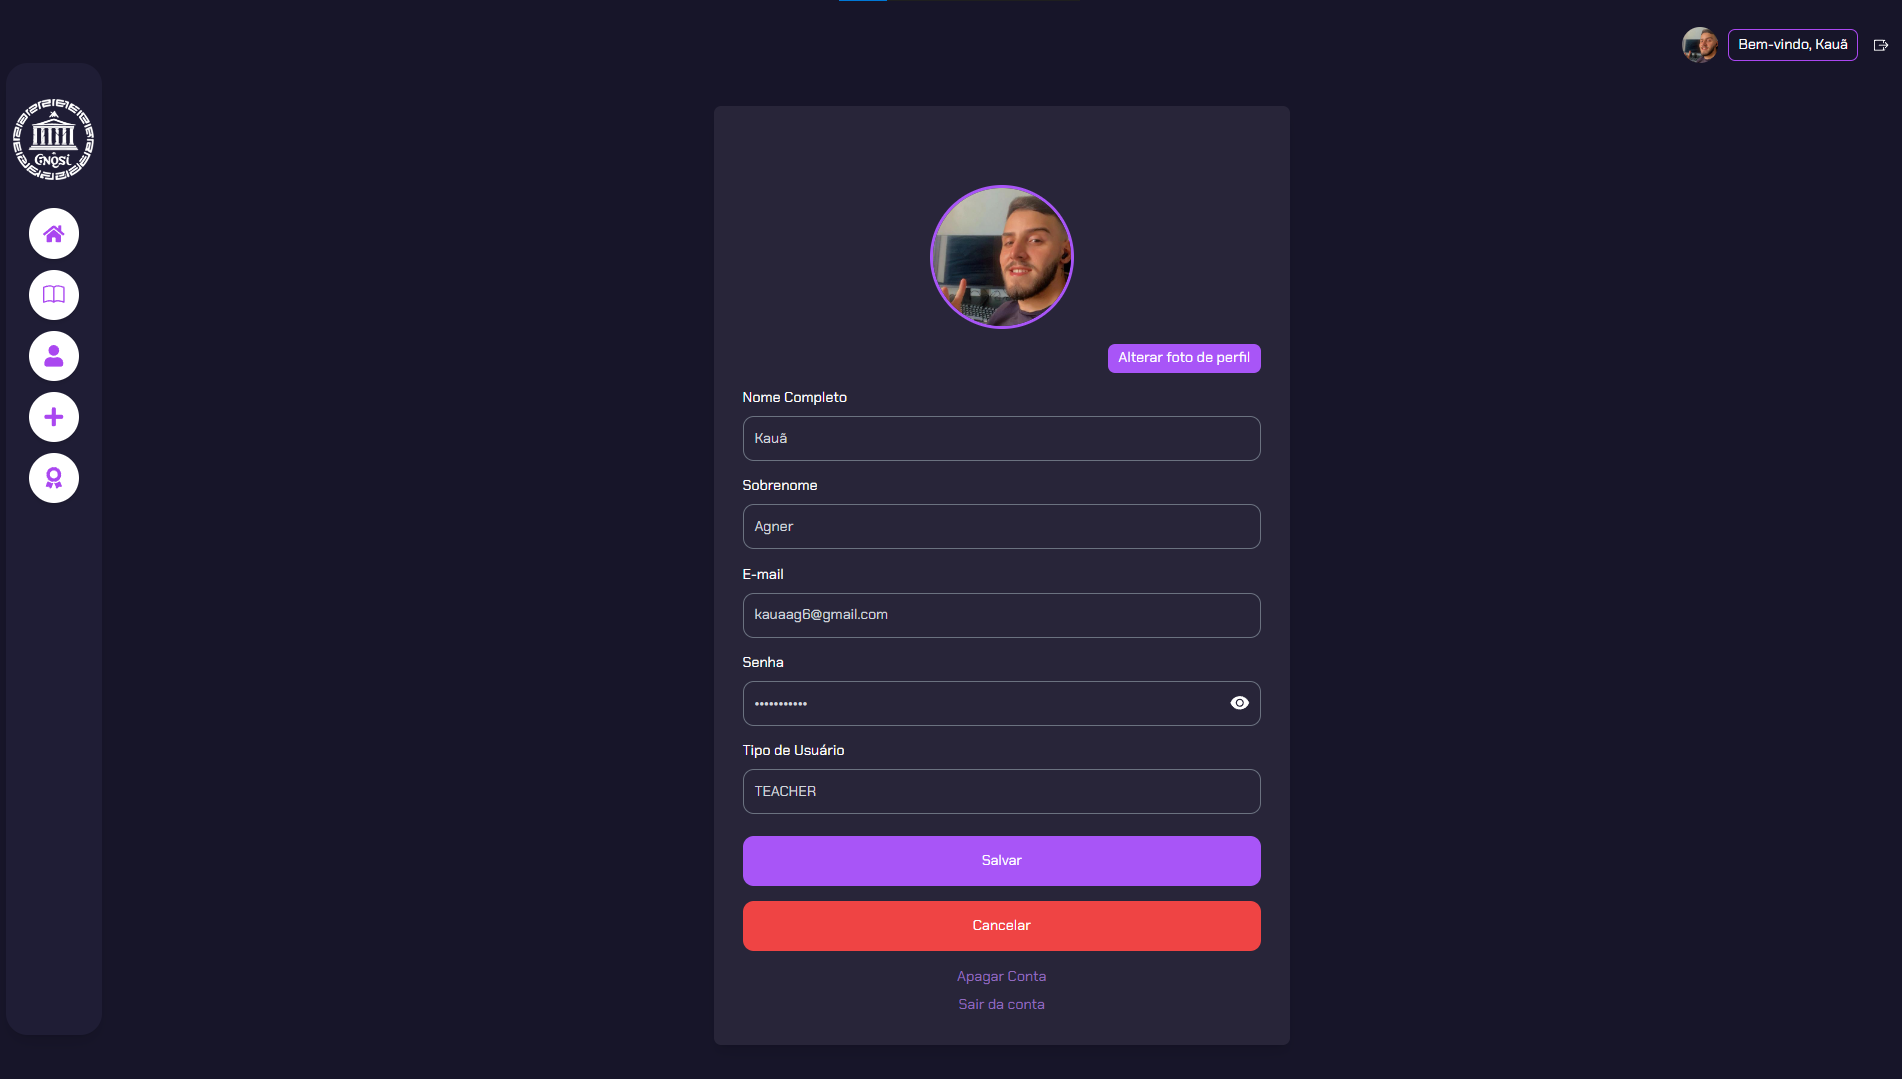 Bem-vindo, Kauã
Gnosi
Alterar foto de perfil
Nome Completo
Kauã
Sobrenome
Agner
E-mail
kauaag6@gmail.com
Senha
•••••••••••
Tipo de Usuário
TEACHER
Salvar
Cancelar
Apagar Conta
Sair da conta